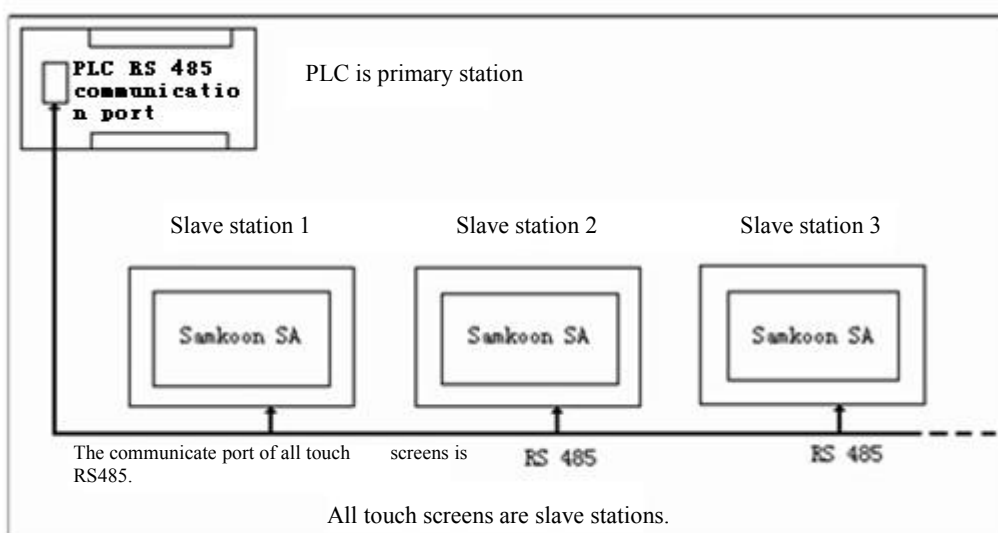 PLC RS 485
communicatio
n port
PLC is primary station
Slave station 1
Slave station 2
Slave station 3
Samkoon SA
Samkoon SA
Samkoon SA
The communicate port of all touch screens is
RS485.
RS 485
RS 485
All touch screens are slave stations.